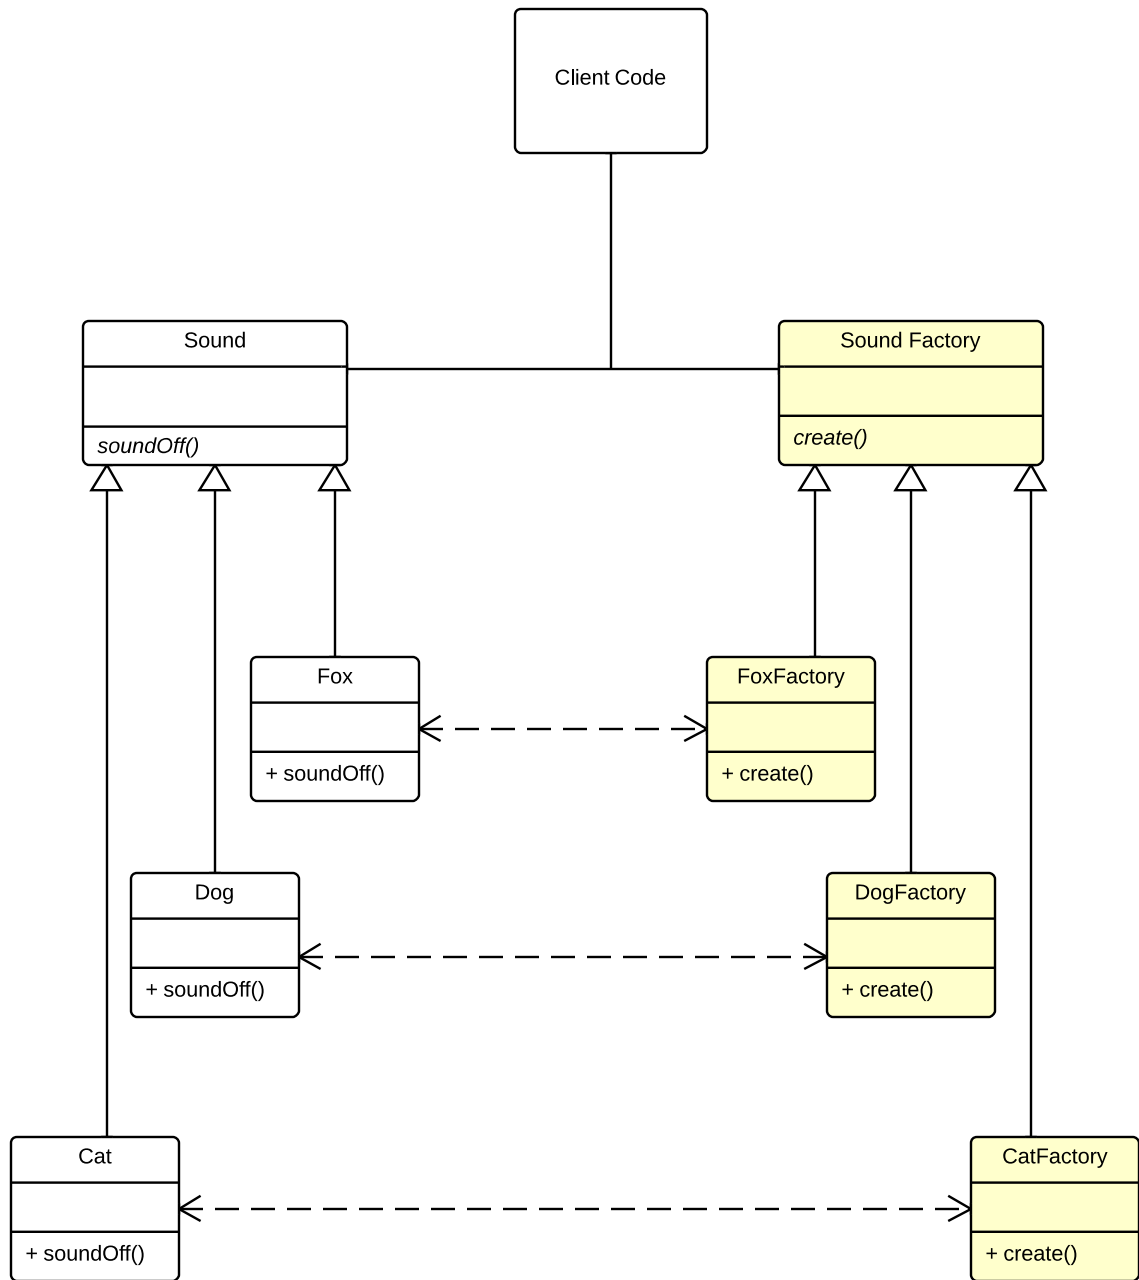 Client Code
Sound
soundOff()
Sound Factory
create()
Fox
+ soundOff()
FoxFactory
+ create()
Dog
+ soundOff()
DogFactory
+ create()
Cat
+ soundOff()
CatFactory
+ create()